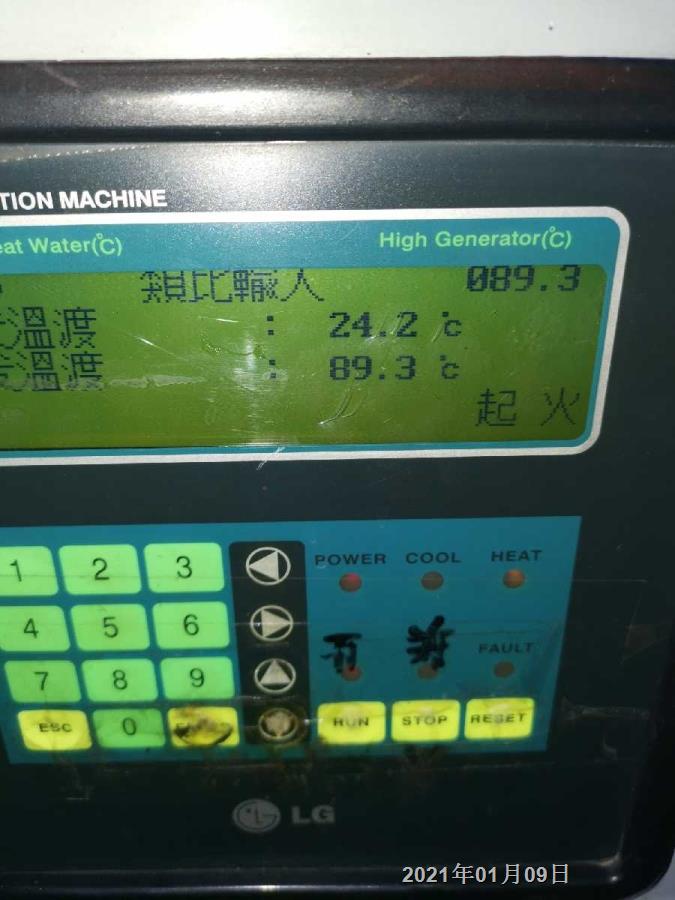 TION MACHINE
eat Water(℃)
High Generator(℃)
類比輸入 089.3
溫渡 : 24.2 ℃
溫渡 : 89.3 ℃
起 火
1 2 3
POWER COOL HEAT
4 5 6
FAULT
7 8 9
ESC 0
RUN STOP RESET
LG
2021年01月09日